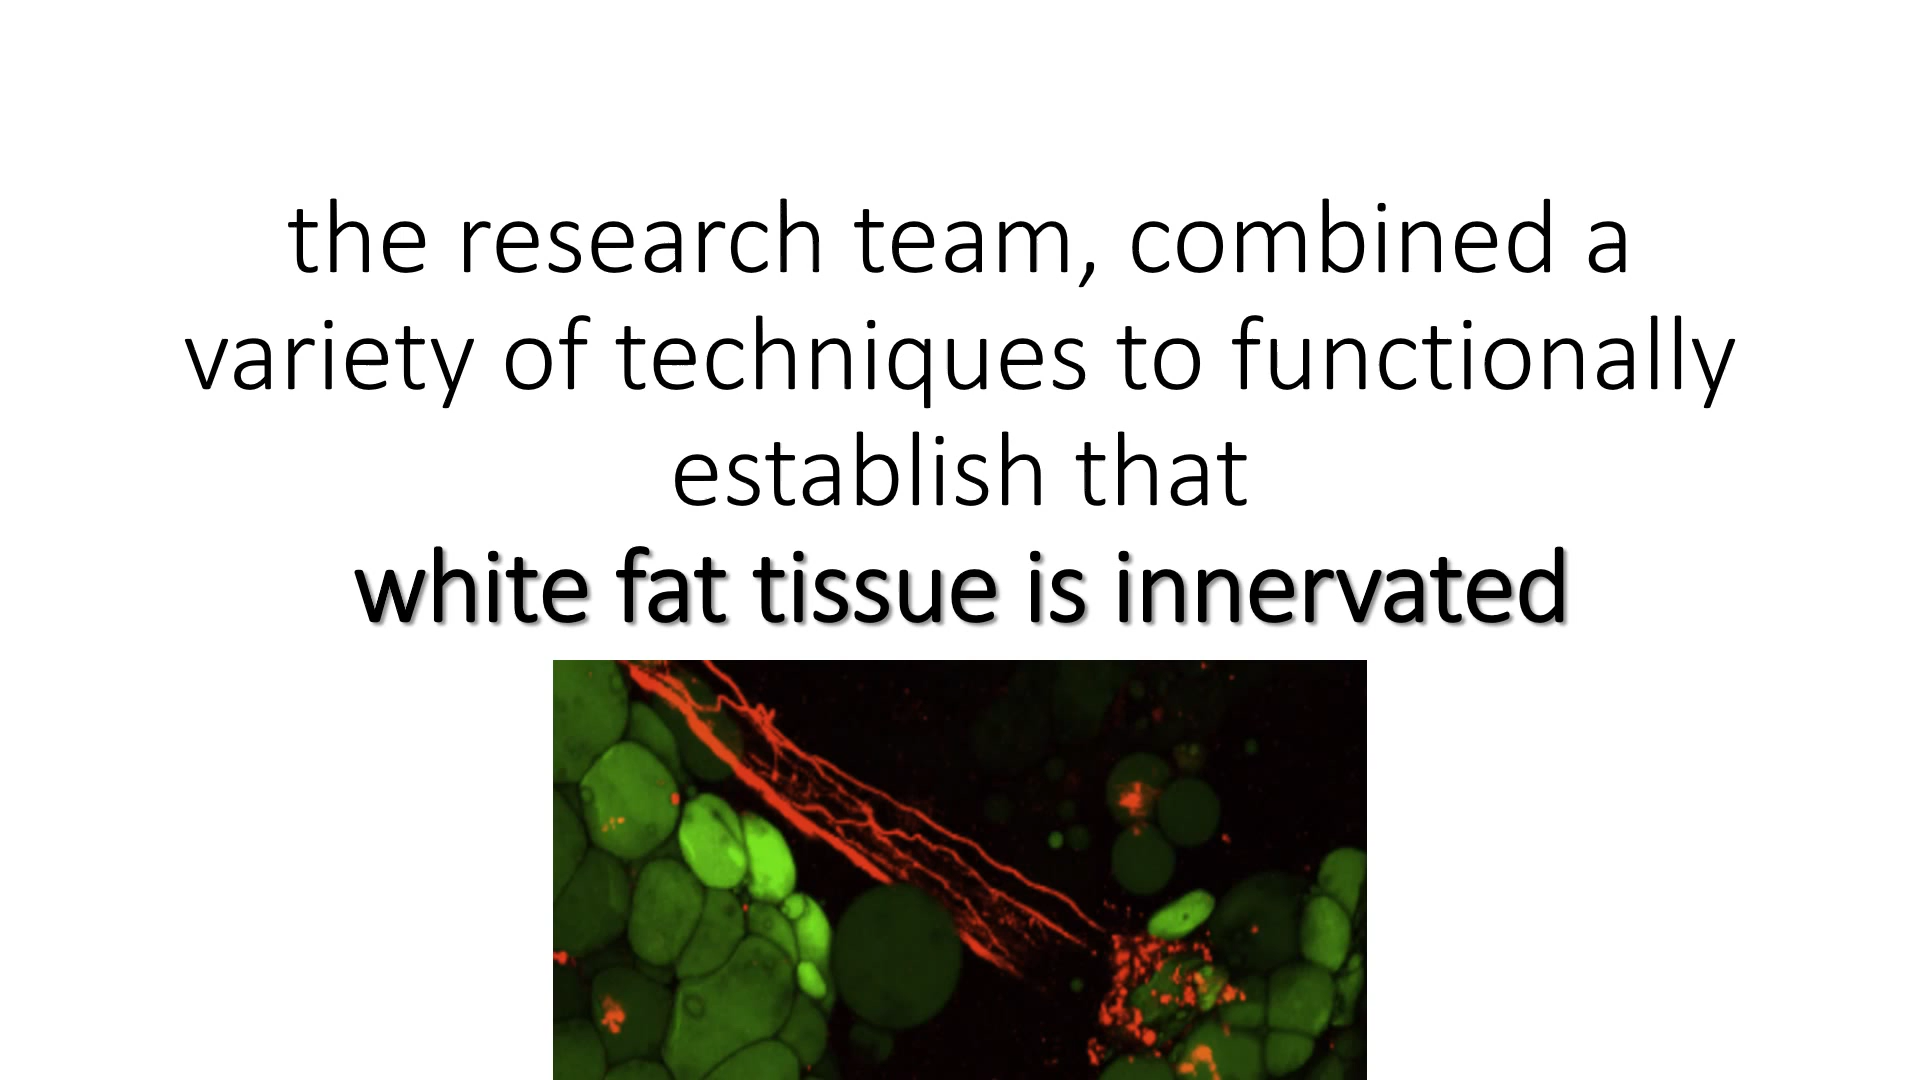 the research team, combined a
variety of techniques to functionally
establish that
white fat tissue is innervated